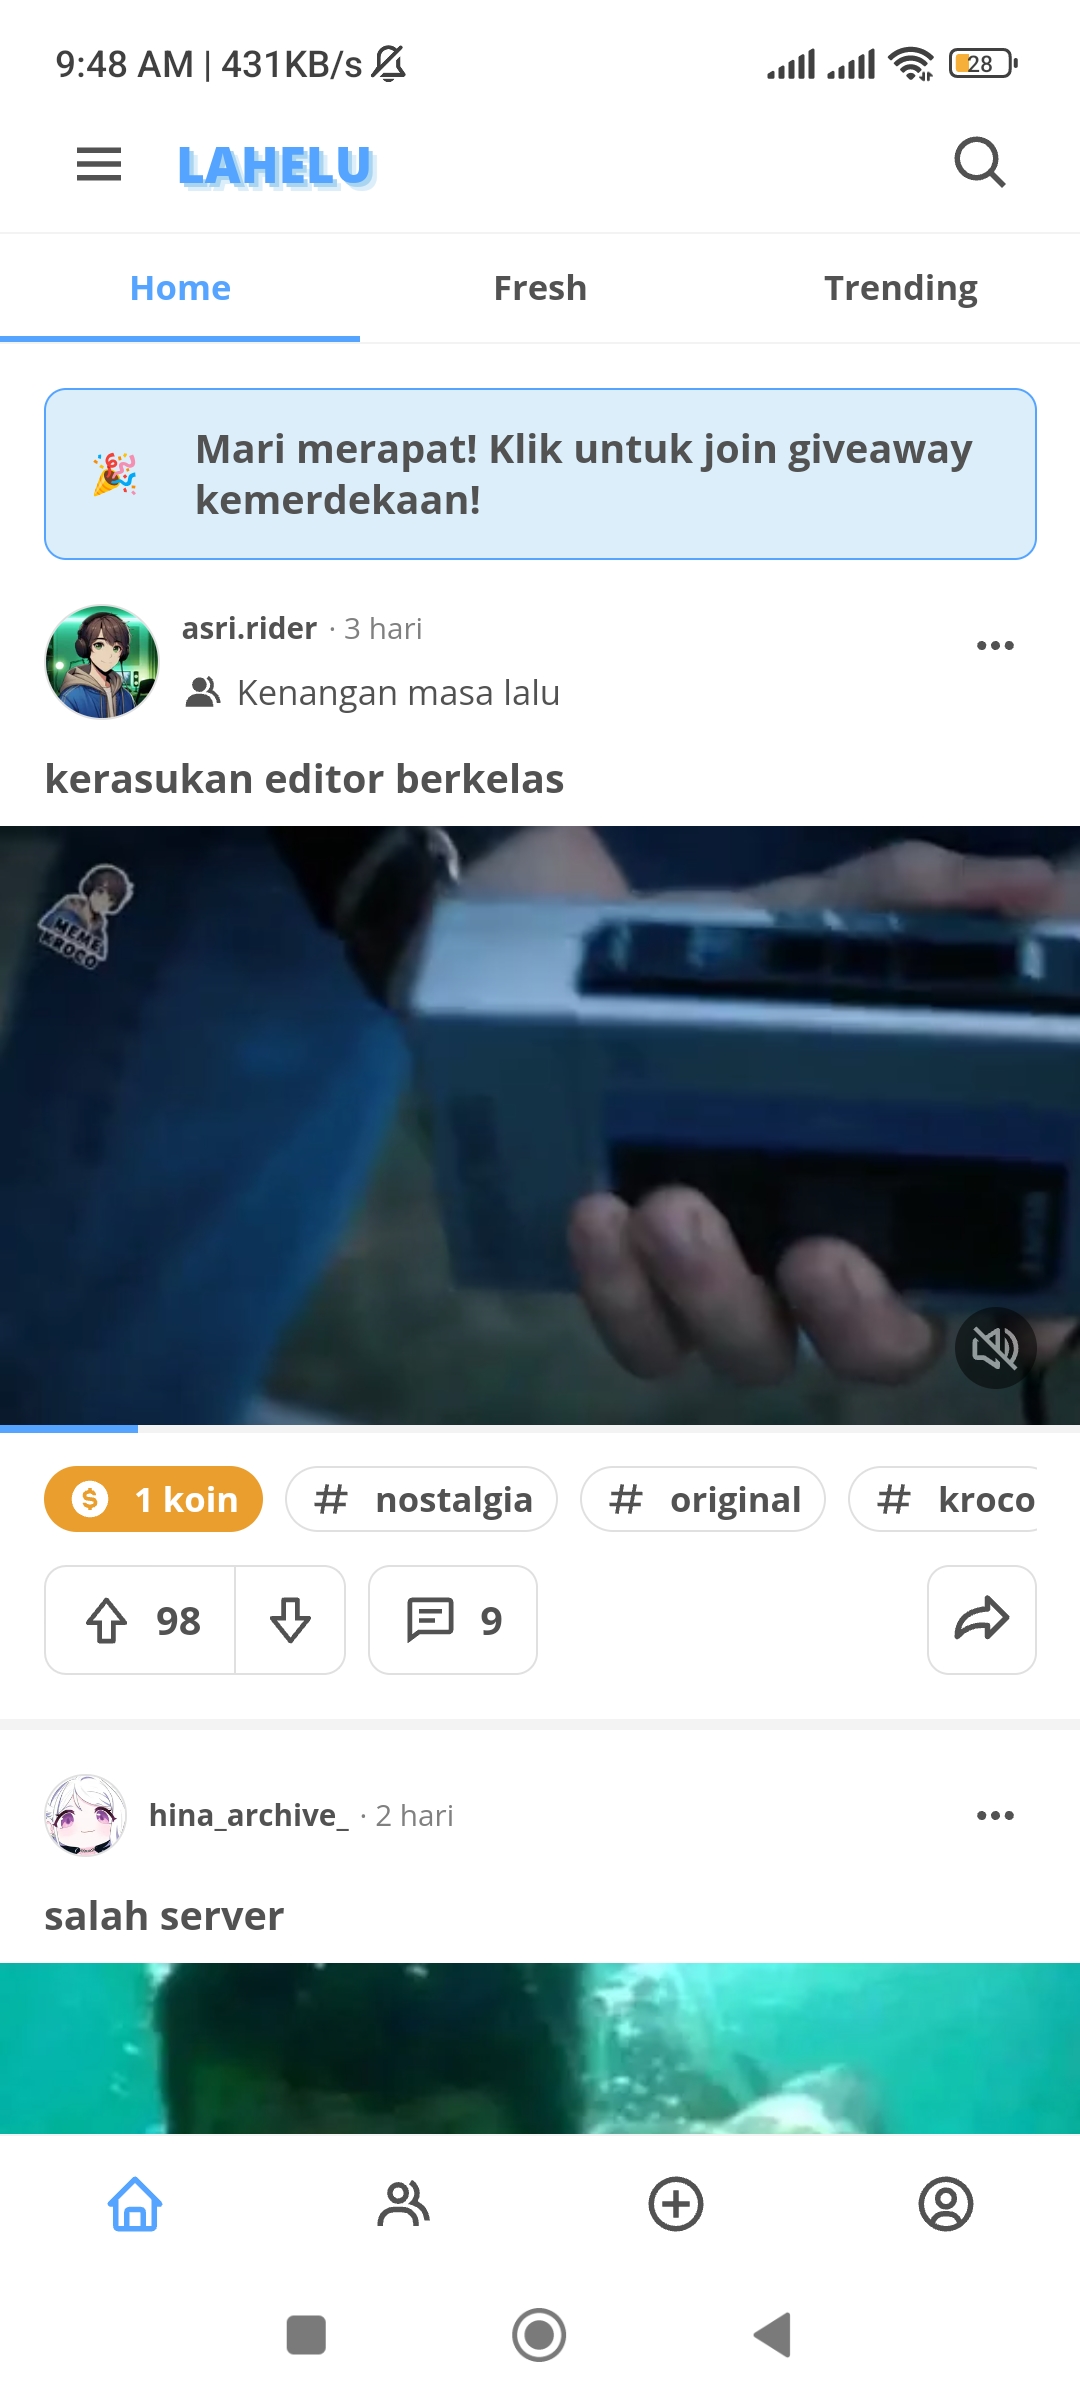 9:48 AM | 431KB/s
28
LAHELU
Home
Fresh
Trending
Mari merapat! Klik untuk join giveaway
kemerdekaan!
asri.rider · 3 hari
Kenangan masa lalu
kerasukan editor berkelas
MEME
KROCO
1 koin
# nostalgia
# original
# kroco
98
9
hina_archive_ · 2 hari
salah server